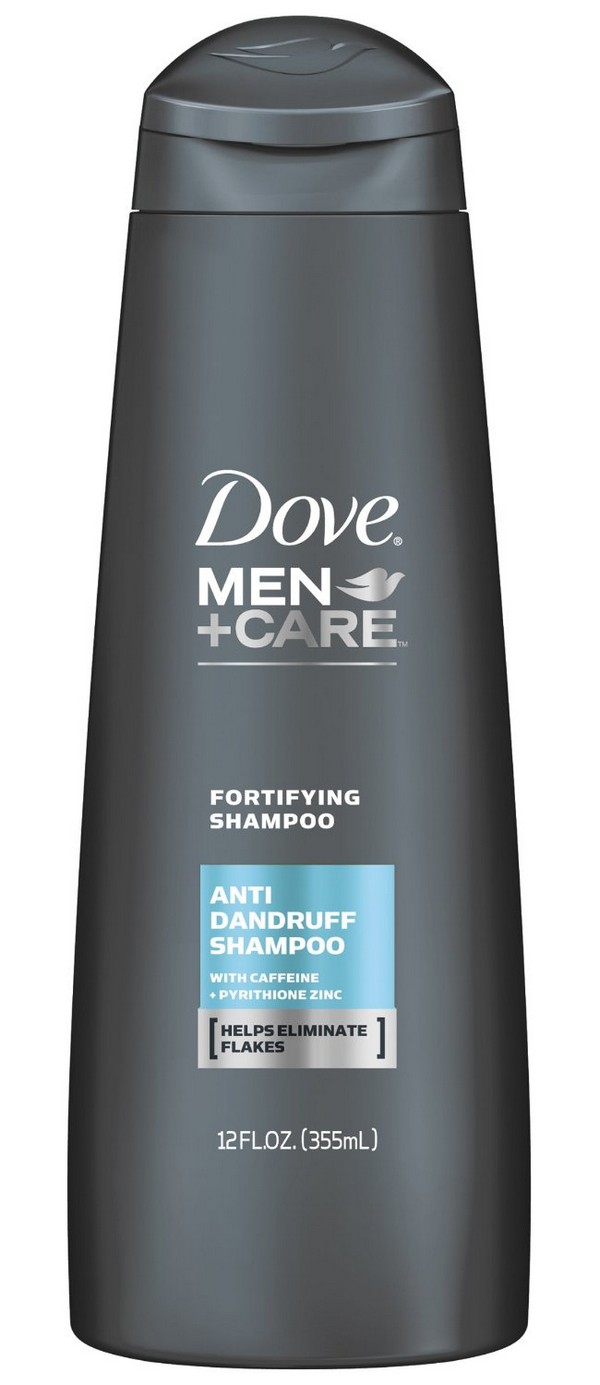 Dove®
MEN
+CARE™
FORTIFYING
SHAMPOO
ANTI
DANDRUFF
SHAMPOO
WITH CAFFEINE
+ PYRITHIONE ZINC
[HELPS ELIMINATE
FLAKES]
12FL.OZ. (355mL)